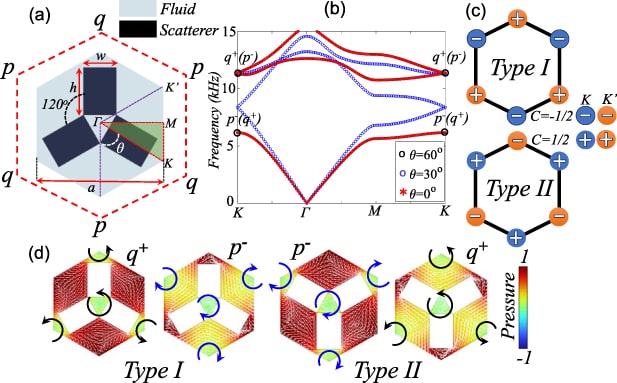 (a)
Fluid
Scatterer
q
p
p
q
q
p
w
h
120°
θ
a
Γ
K'
M
K
(b)
Frequency (kHz)
15
10
5
0
K
Γ
M
K
q⁺(p⁻)
p⁻(q⁺)
q⁺(p⁻)
p⁻(q⁺)
θ=60°
θ=30°
θ=0°
(c)
Type I
K K'
C=-1/2 - -
C=1/2 + +
Type II
- + - + - +
+ - + - + -
(d)
q⁺
p⁻
p⁻
q⁺
Type I
Type II
1
Pressure
-1